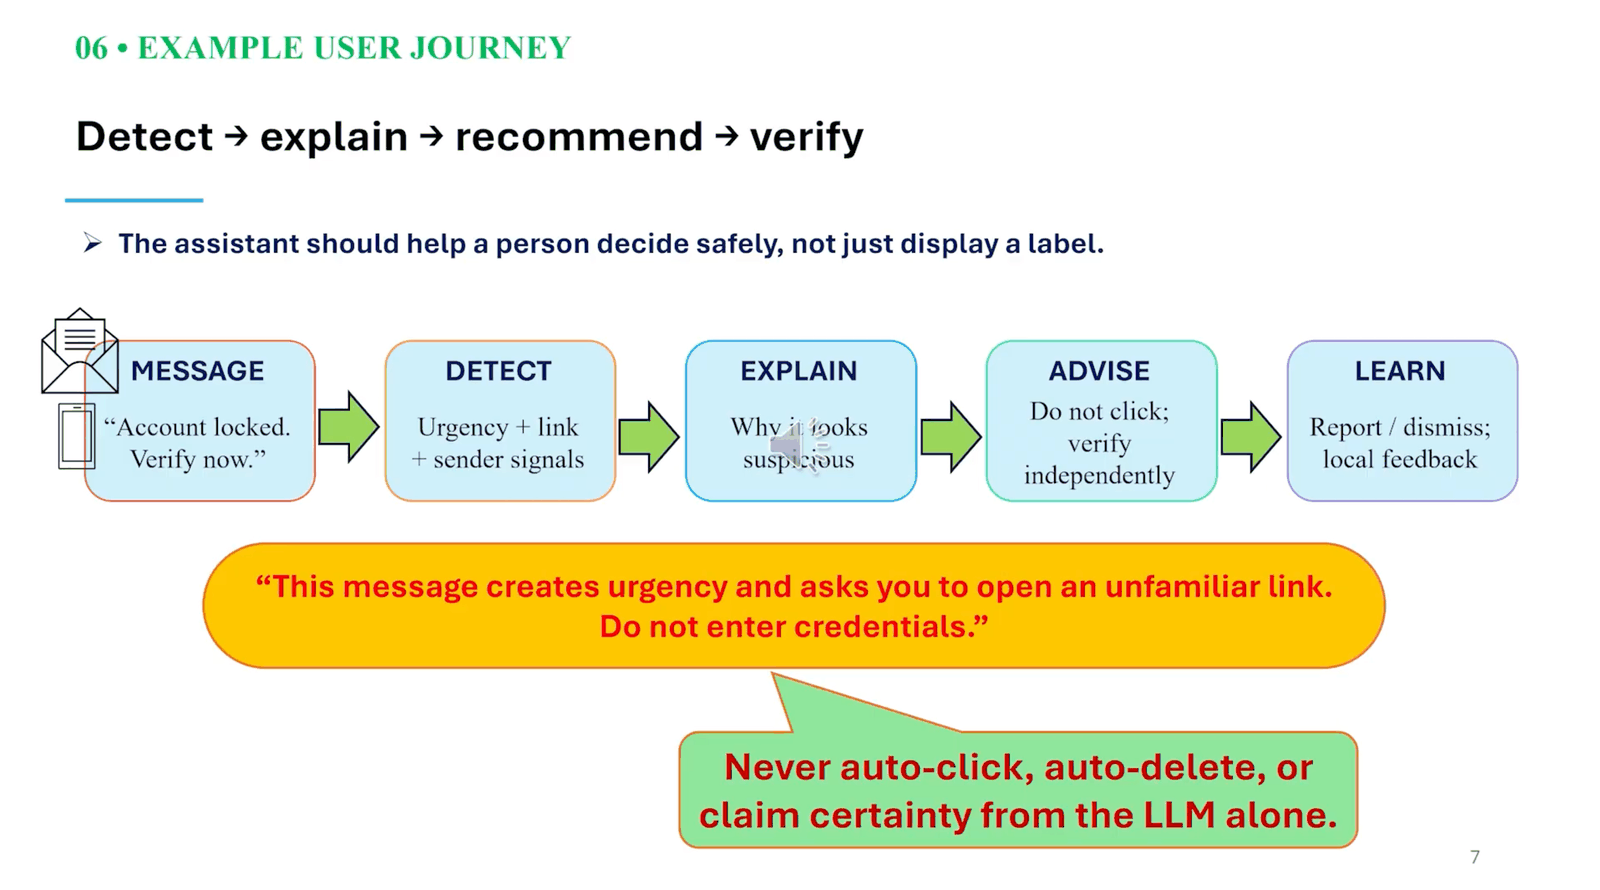 06 • EXAMPLE USER JOURNEY
Detect → explain → recommend → verify
➢ The assistant should help a person decide safely, not just display a label.
MESSAGE
“Account locked.
Verify now.”
DETECT
Urgency + link
+ sender signals
EXPLAIN
Why it looks
suspicious
ADVISE
Do not click;
verify
independently
LEARN
Report / dismiss;
local feedback
“This message creates urgency and asks you to open an unfamiliar link.
Do not enter credentials.”
Never auto-click, auto-delete, or
claim certainty from the LLM alone.
7